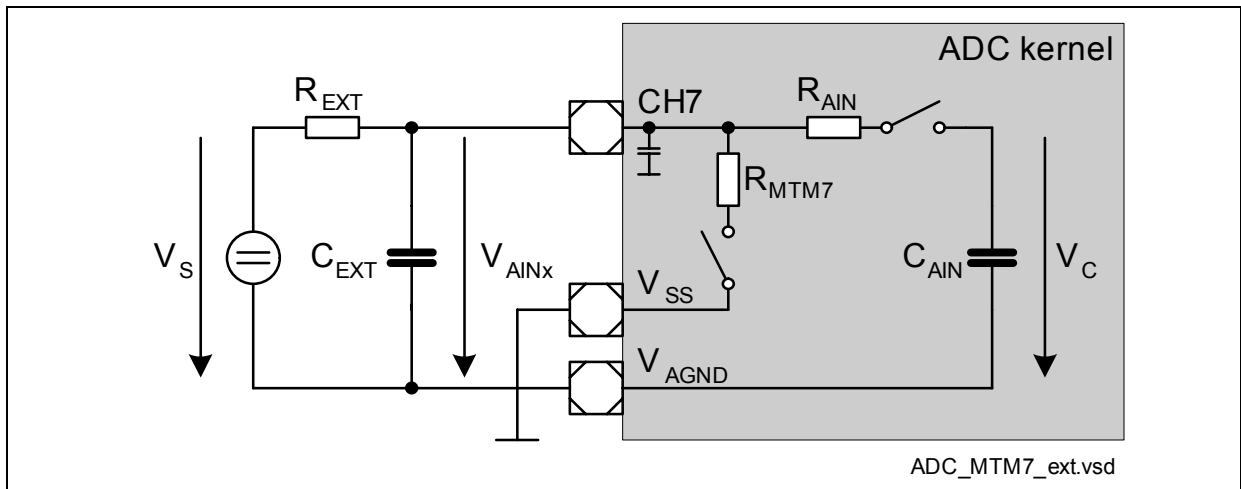 ADC kernel
R_EXT
CH7
R_AIN
R_MTM7
V_S
C_EXT
V_AINx
V_SS
C_AIN
V_C
V_AGND
ADC_MTM7_ext.vsd